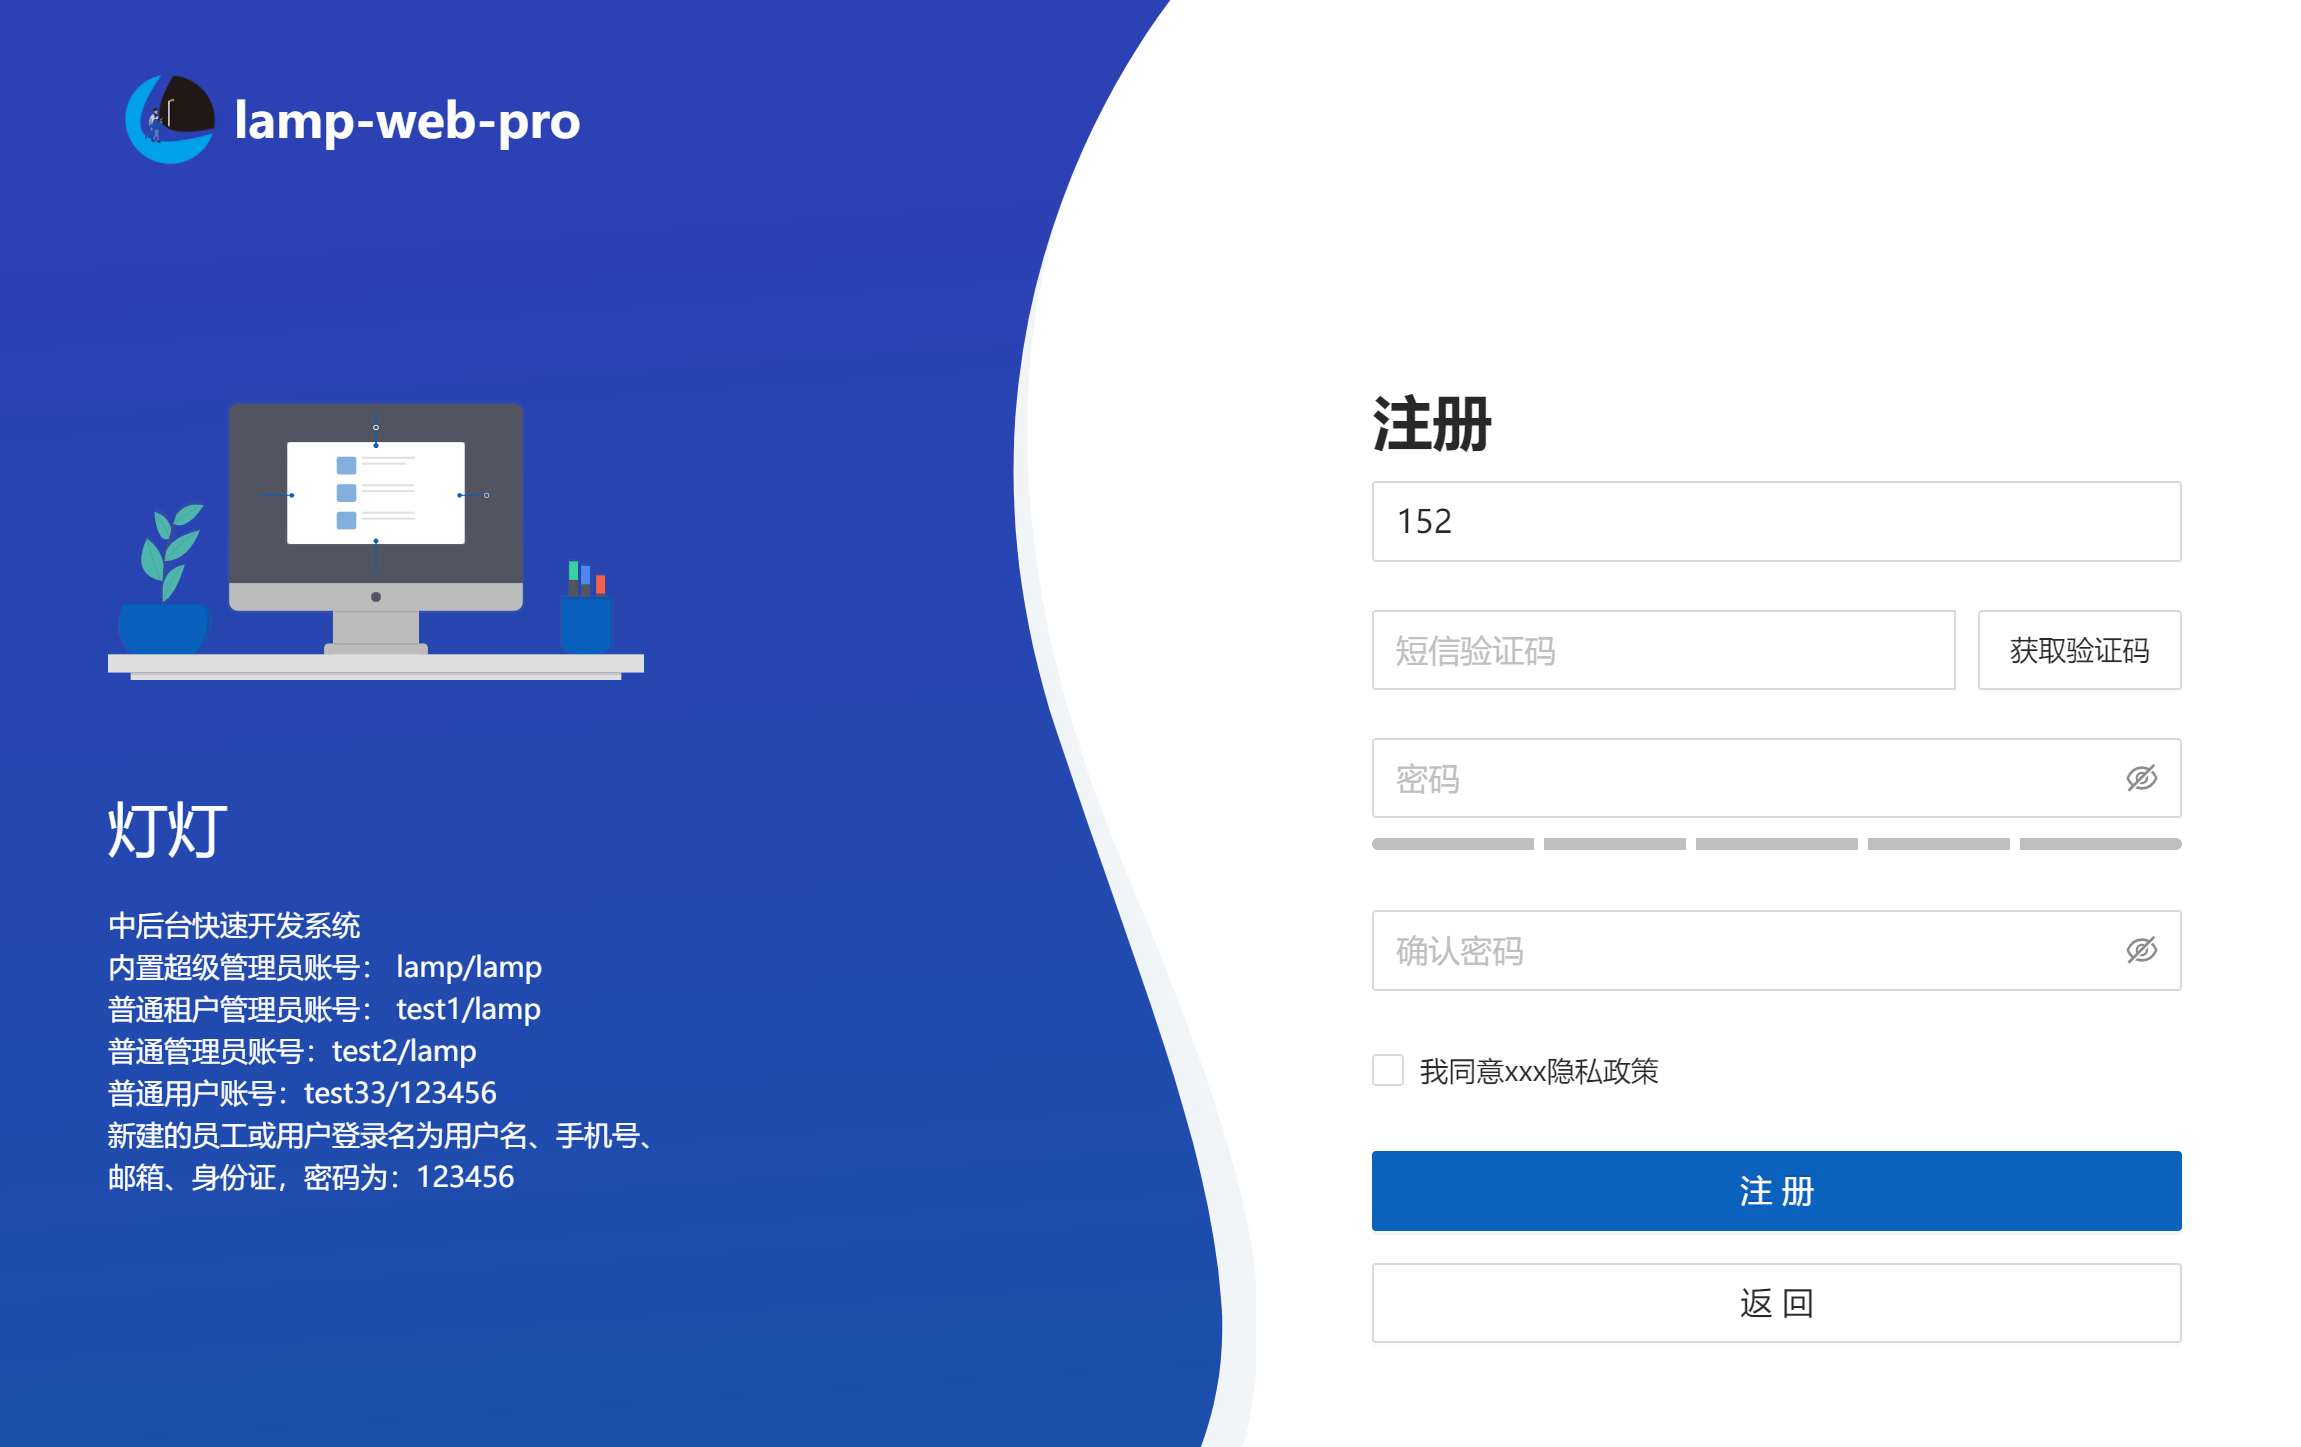 lamp-web-pro
灯灯
中后台快速开发系统
内置超级管理员账号： lamp/lamp
普通租户管理员账号： test1/lamp
普通管理员账号：test2/lamp
普通用户账号：test33/123456
新建的员工或用户登录名为用户名、手机号、
邮箱、身份证，密码为：123456
注册
152
短信验证码
获取验证码
密码
确认密码
我同意xxx隐私政策
注 册
返 回